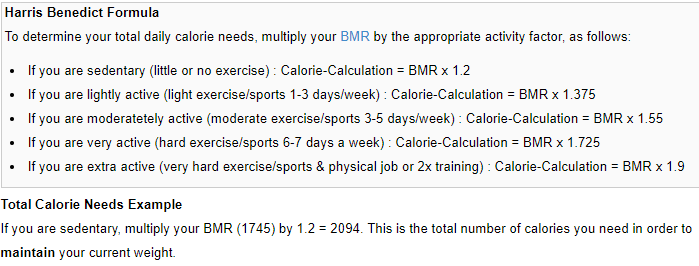 Harris Benedict Formula
To determine your total daily calorie needs, multiply your BMR by the appropriate activity factor, as follows:
• If you are sedentary (little or no exercise) : Calorie-Calculation = BMR x 1.2
• If you are lightly active (light exercise/sports 1-3 days/week) : Calorie-Calculation = BMR x 1.375
• If you are moderatetely active (moderate exercise/sports 3-5 days/week) : Calorie-Calculation = BMR x 1.55
• If you are very active (hard exercise/sports 6-7 days a week) : Calorie-Calculation = BMR x 1.725
• If you are extra active (very hard exercise/sports & physical job or 2x training) : Calorie-Calculation = BMR x 1.9
Total Calorie Needs Example
If you are sedentary, multiply your BMR (1745) by 1.2 = 2094. This is the total number of calories you need in order to
maintain your current weight.